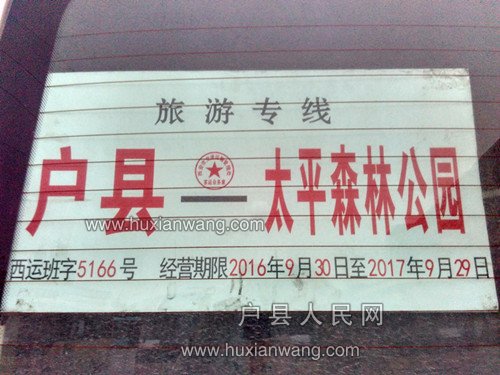 旅游专线
户县 — 太平森林公园
www.huxianwang.com
西运班字5166号 经营期限2016年9月30日至2017年9月29日
户县人民网
www.huxianwang.com